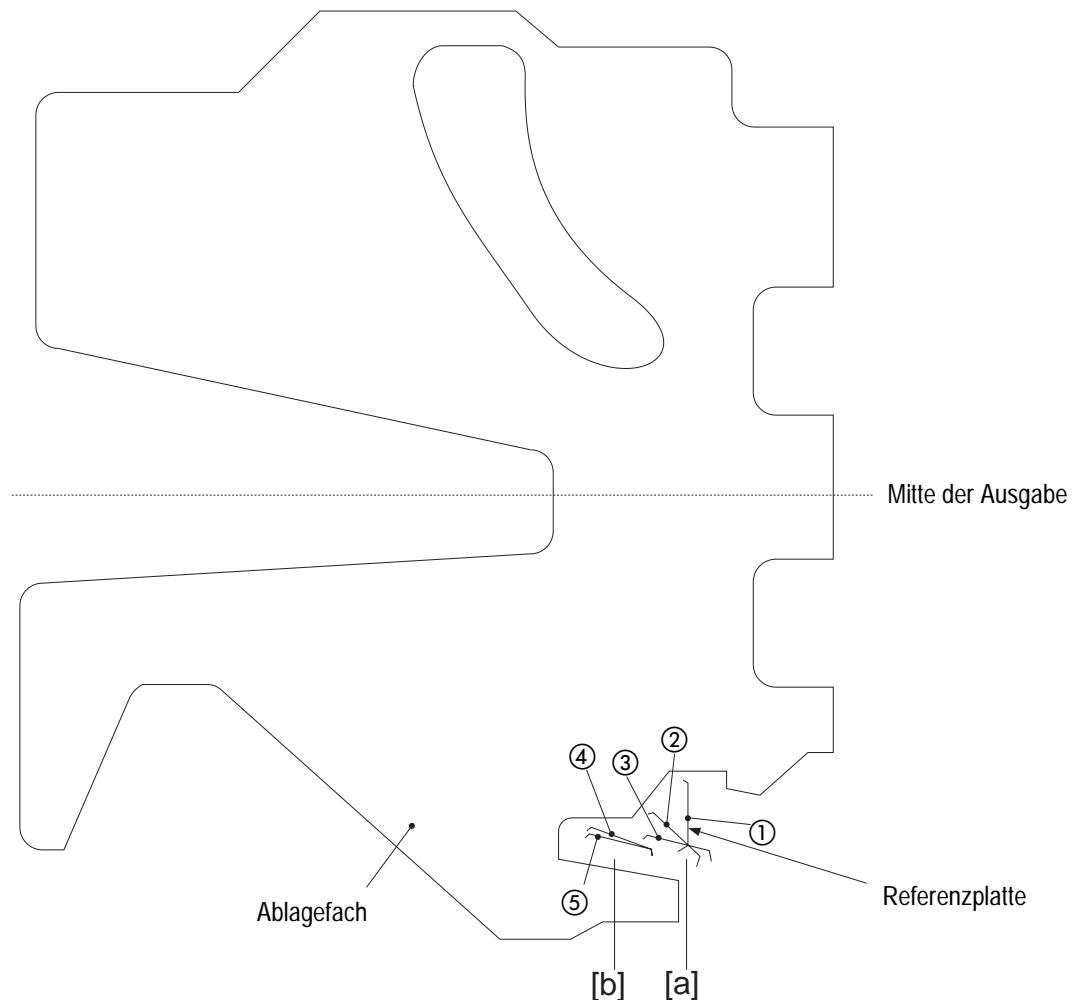 Mitte der Ausgabe
②
④
③
①
Referenzplatte
⑤
Ablagefach
[b]
[a]